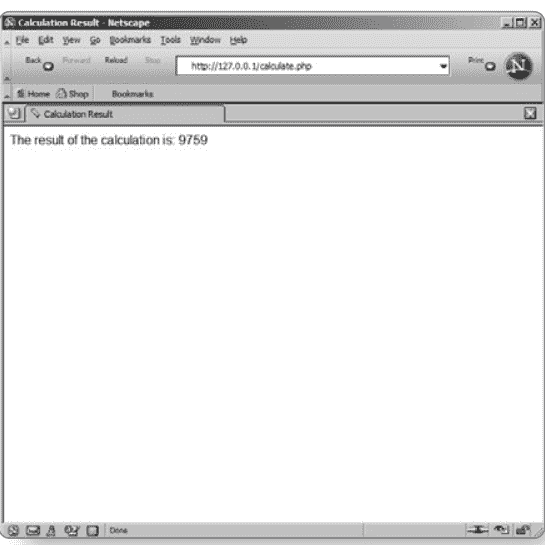 Calculation Result - Netscape
File Edit View Go Bookmarks Tools Window Help
Back Forward Reload Stop http://127.0.0.1/calculate.php Print N
Home Shop Bookmarks
Calculation Result
The result of the calculation is: 9759
Done